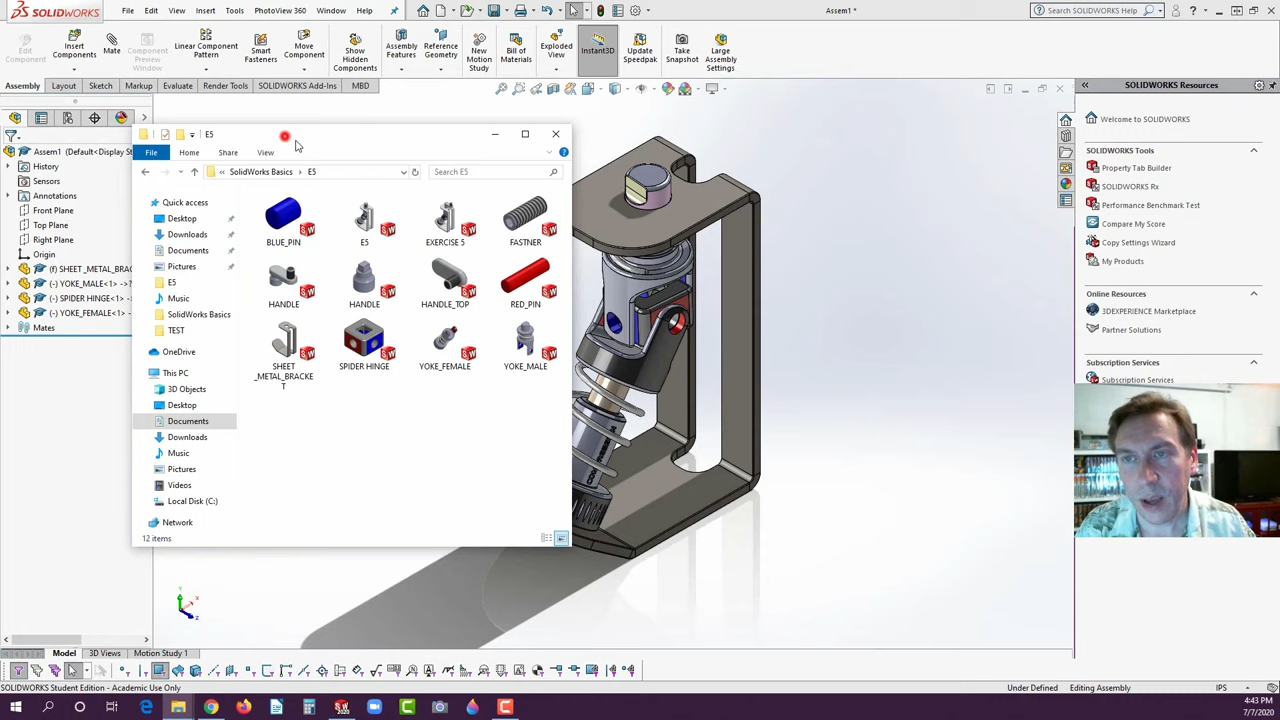 SOLIDWORKS
File Edit View Insert Tools PhotoView 360 Window Help
Assem1 *
Search SOLIDWORKS Help
Edit Component
Insert Components
Mate
Component Preview Window
Linear Component Pattern
Smart Fasteners
Move Component
Show Hidden Components
Assembly Features
Reference Geometry
New Motion Study
Bill of Materials
Exploded View
Instant3D
Update Speedpak
Take Snapshot
Large Assembly Settings
Assembly Layout Sketch Markup Evaluate Render Tools SOLIDWORKS Add-Ins MBD
Assem1 (Default<Display St
History
Sensors
Annotations
Front Plane
Top Plane
Right Plane
Origin
(f) SHEET_METAL_BRAC
(-) YOKE_MALE<1> ->?
(-) SPIDER HINGE<1> ->
(-) YOKE_FEMALE<1> -
Mates
E5
File Home Share View
« SolidWorks Basics › E5
Search E5
Quick access
Desktop
Downloads
Documents
Pictures
E5
Music
SolidWorks Basics
TEST
OneDrive
This PC
3D Objects
Desktop
Documents
Downloads
Music
Pictures
Videos
Local Disk (C:)
Network
BLUE_PIN E5 EXERCISE 5 FASTNER
HANDLE HANDLE HANDLE_TOP RED_PIN
SHEET
_METAL_BRACKE
T
SPIDER HINGE YOKE_FEMALE YOKE_MALE
12 items
SOLIDWORKS Resources
Welcome to SOLIDWORKS
SOLIDWORKS Tools
Property Tab Builder
SOLIDWORKS Rx
Performance Benchmark Test
Compare My Score
Copy Settings Wizard
My Products
Online Resources
3DEXPERIENCE Marketplace
Partner Solutions
Subscription Services
Subscription Services
Model 3D Views Motion Study 1
SOLIDWORKS Student Edition - Academic Use Only
Under Defined Editing Assembly IPS
4:43 PM
7/7/2020